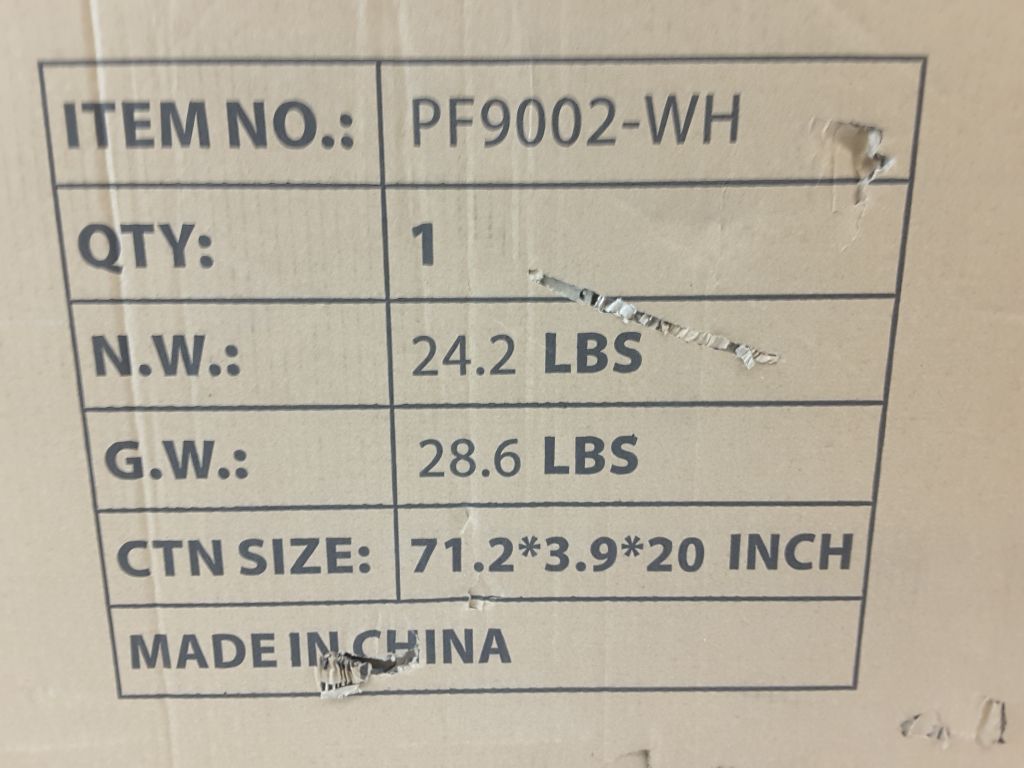 ITEM NO.: PF9002-WH
QTY: 1
N.W.: 24.2 LBS
G.W.: 28.6 LBS
CTN SIZE: 71.2*3.9*20 INCH
MADE IN CHINA